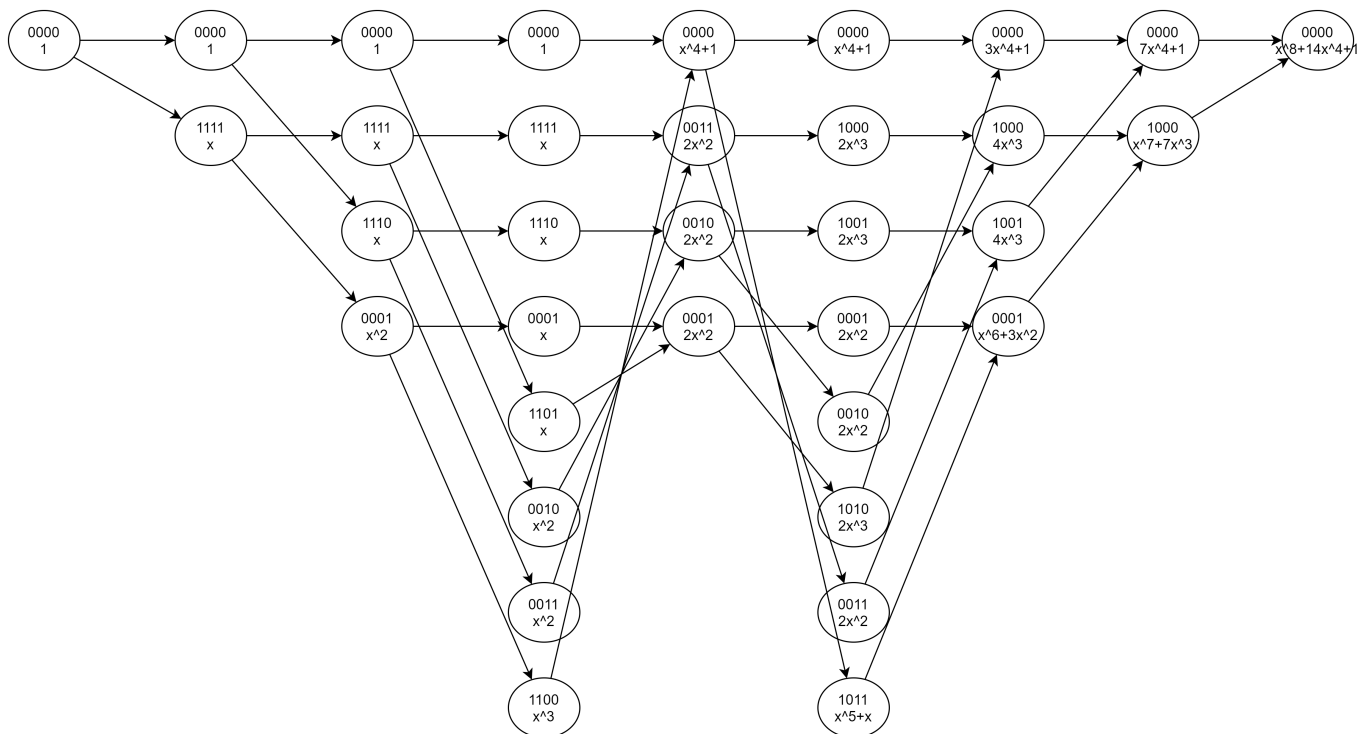 0000
1
0000
1
0000
1
0000
1
0000
x^4+1
0000
x^4+1
0000
3x^4+1
0000
7x^4+1
0000
x^8+14x^4+1
1111
x
1111
x
1111
x
0011
2x^2
1000
2x^3
1000
4x^3
1000
x^7+7x^3
1110
x
1110
x
0010
2x^2
1001
2x^3
1001
4x^3
0001
x^2
0001
x
0001
2x^2
0001
2x^2
0001
x^6+3x^2
1101
x
0010
2x^2
0010
x^2
1010
2x^3
0011
x^2
0011
2x^2
1100
x^3
1011
x^5+x